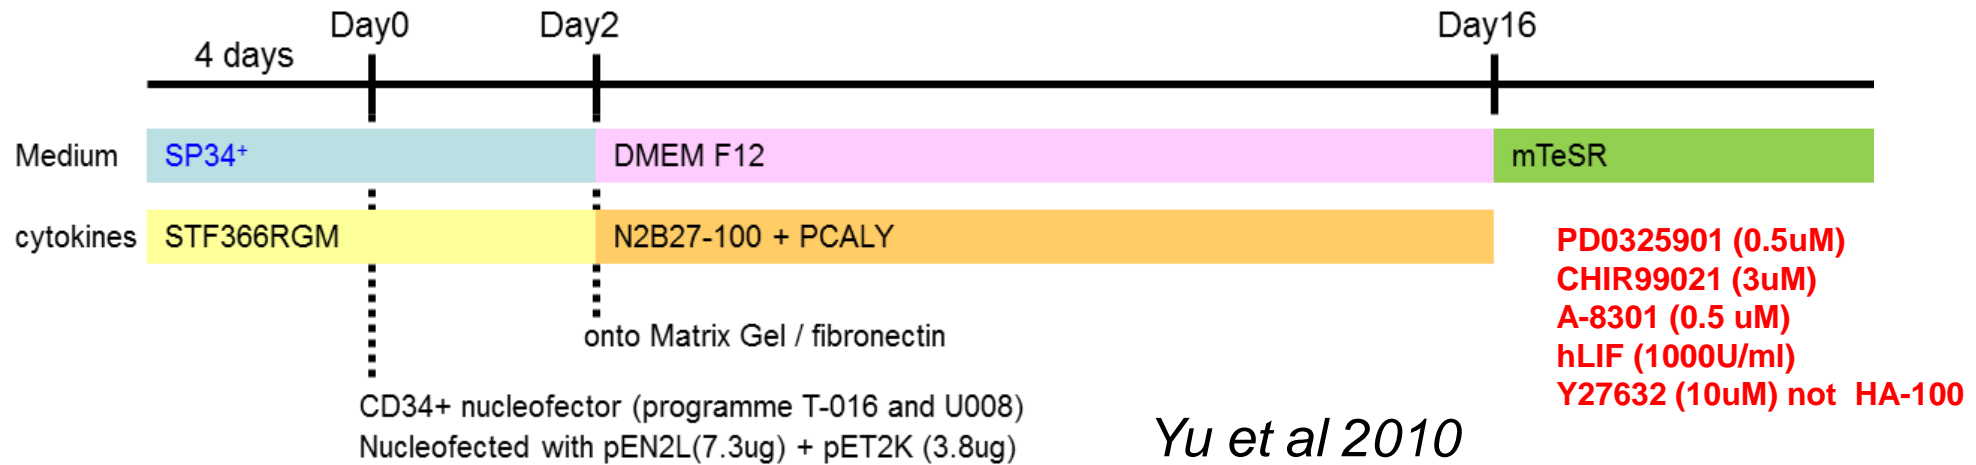 4 days
Day0
Day2
Day16
Medium
SP34⁺
DMEM F12
mTeSR
cytokines
STF366RGM
N2B27-100 + PCALY
PD0325901 (0.5uM)
CHIR99021 (3uM)
A-8301 (0.5 uM)
hLIF (1000U/ml)
Y27632 (10uM) not HA-100
onto Matrix Gel / fibronectin
CD34+ nucleofector (programme T-016 and U008)
Nucleofected with pEN2L(7.3ug) + pET2K (3.8ug)
Yu et al 2010